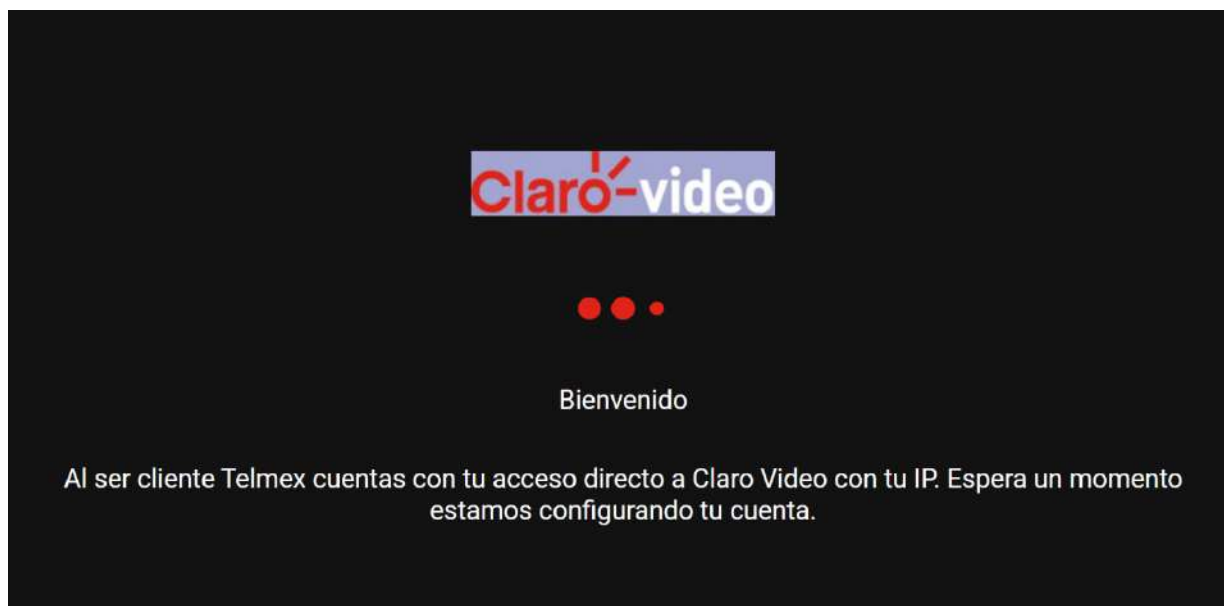 Claro-video
Bienvenido
Al ser cliente Telmex cuentas con tu acceso directo a Claro Video con tu IP. Espera un momento
estamos configurando tu cuenta.